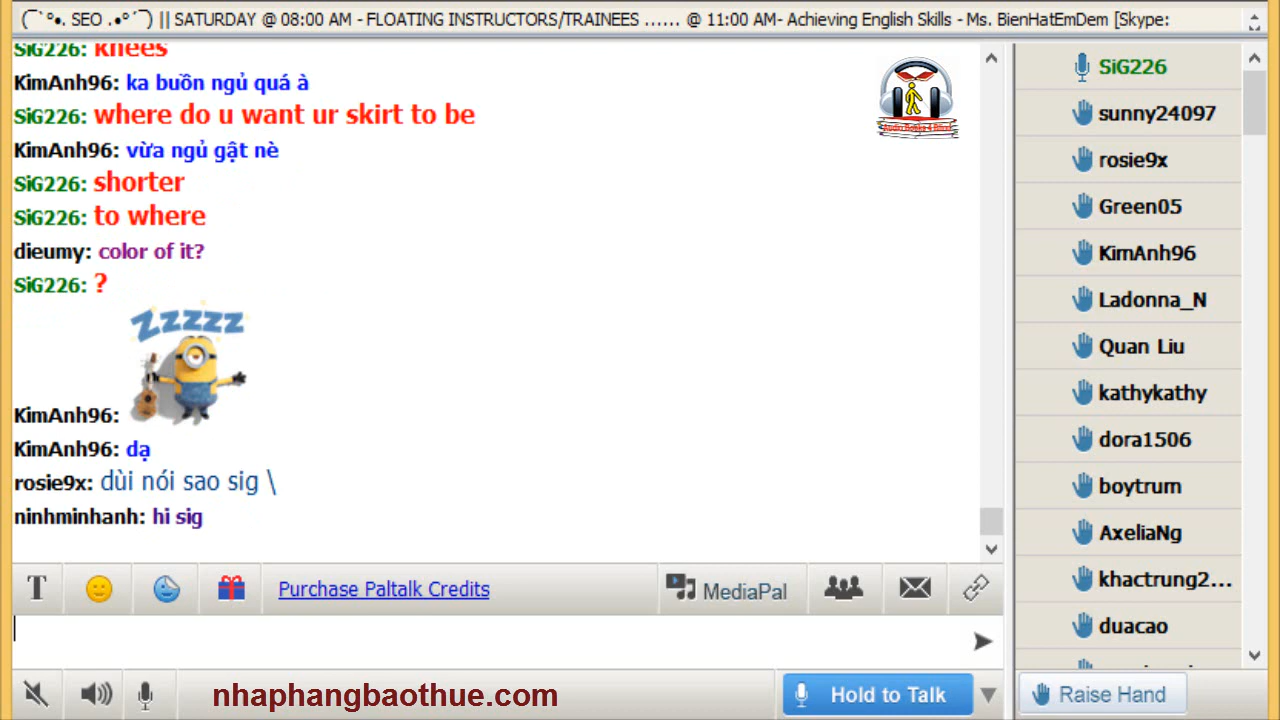 (¯`°•. SEO .•°´¯) || SATURDAY @ 08:00 AM - FLOATING INSTRUCTORS/TRAINEES ...... @ 11:00 AM- Achieving English Skills - Ms. BienHatEmDem [Skype:
SiG226: knees
KimAnh96: ka buồn ngủ quá à
SiG226: where do u want ur skirt to be
KimAnh96: vừa ngủ gật nè
SiG226: shorter
SiG226: to where
dieumy: color of it?
SiG226: ?
Zzzzz
KimAnh96:
KimAnh96: dạ
rosie9x: dùi nói sao sig \
ninhminhanh: hi sig
T
Purchase Paltalk Credits
MediaPal
nhaphangbaothue.com
Hold to Talk
SiG226
sunny24097
rosie9x
Green05
KimAnh96
Ladonna_N
Quan Liu
kathykathy
dora1506
boytrum
AxeliaNg
khactrung2...
duacao
Raise Hand